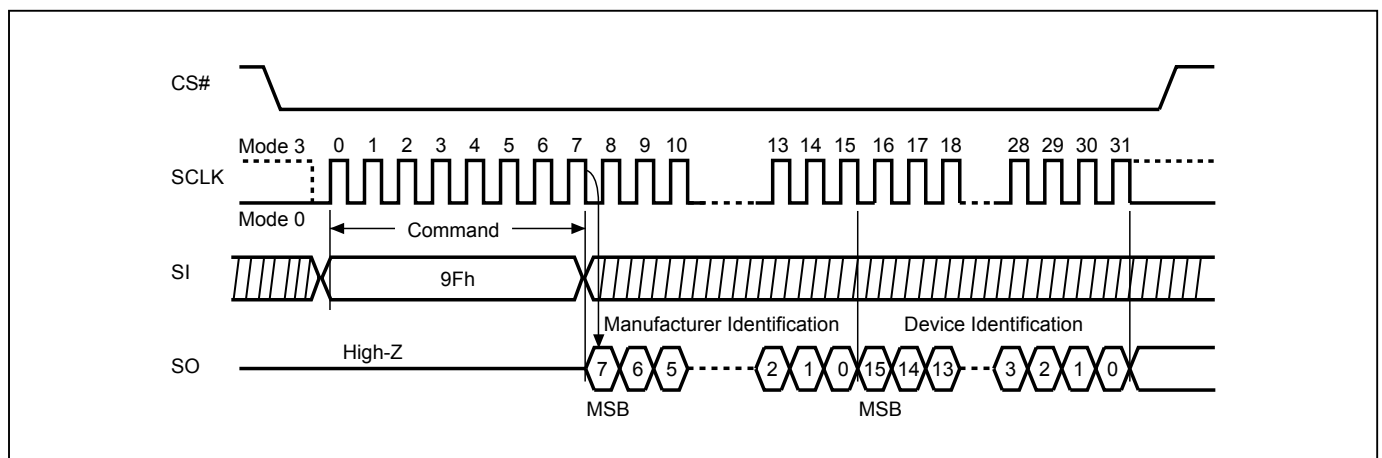 CS#
Mode 3 0 1 2 3 4 5 6 7 8 9 10 13 14 15 16 17 18 28 29 30 31
SCLK
Mode 0
Command
SI
9Fh
Manufacturer Identification Device Identification
High-Z
SO
7 6 5 2 1 0 15 14 13 3 2 1 0
MSB MSB